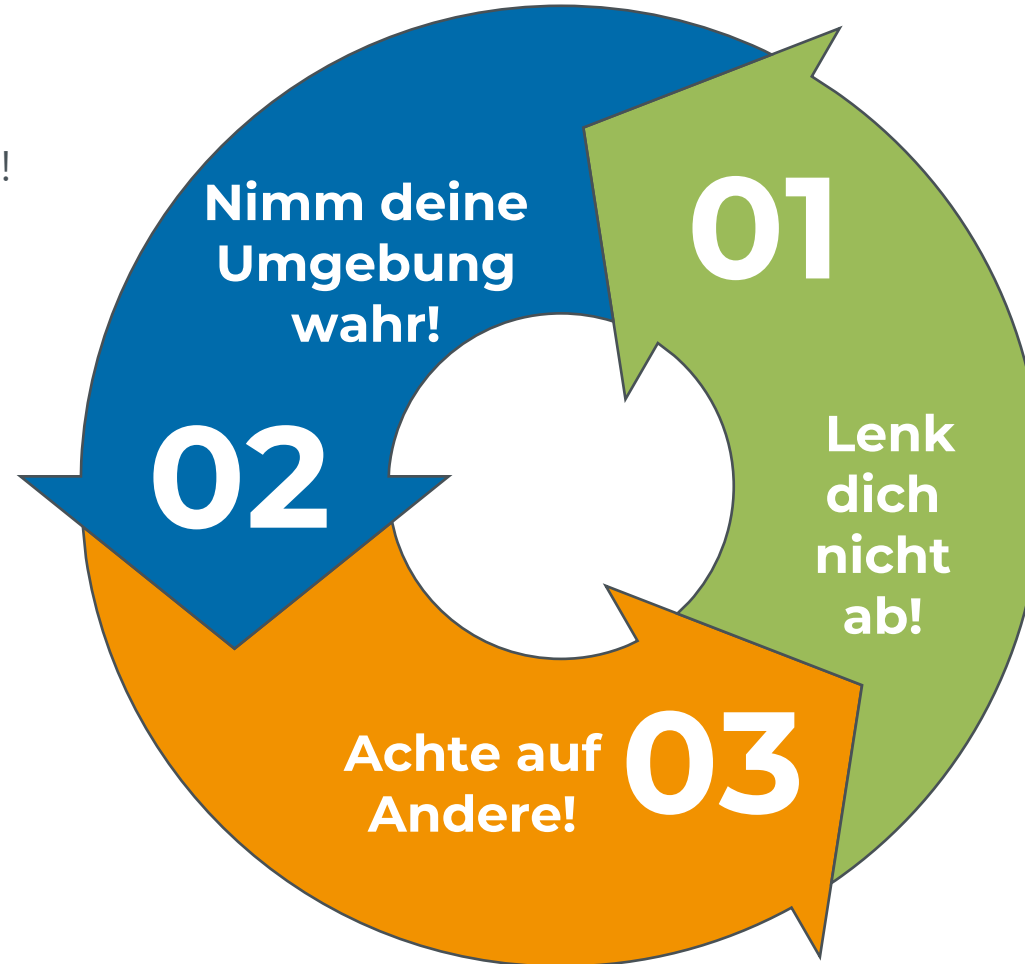 !
01
Lenk
dich
nicht
ab!
Nimm deine
Umgebung
wahr!
02
Achte auf
Andere!
03